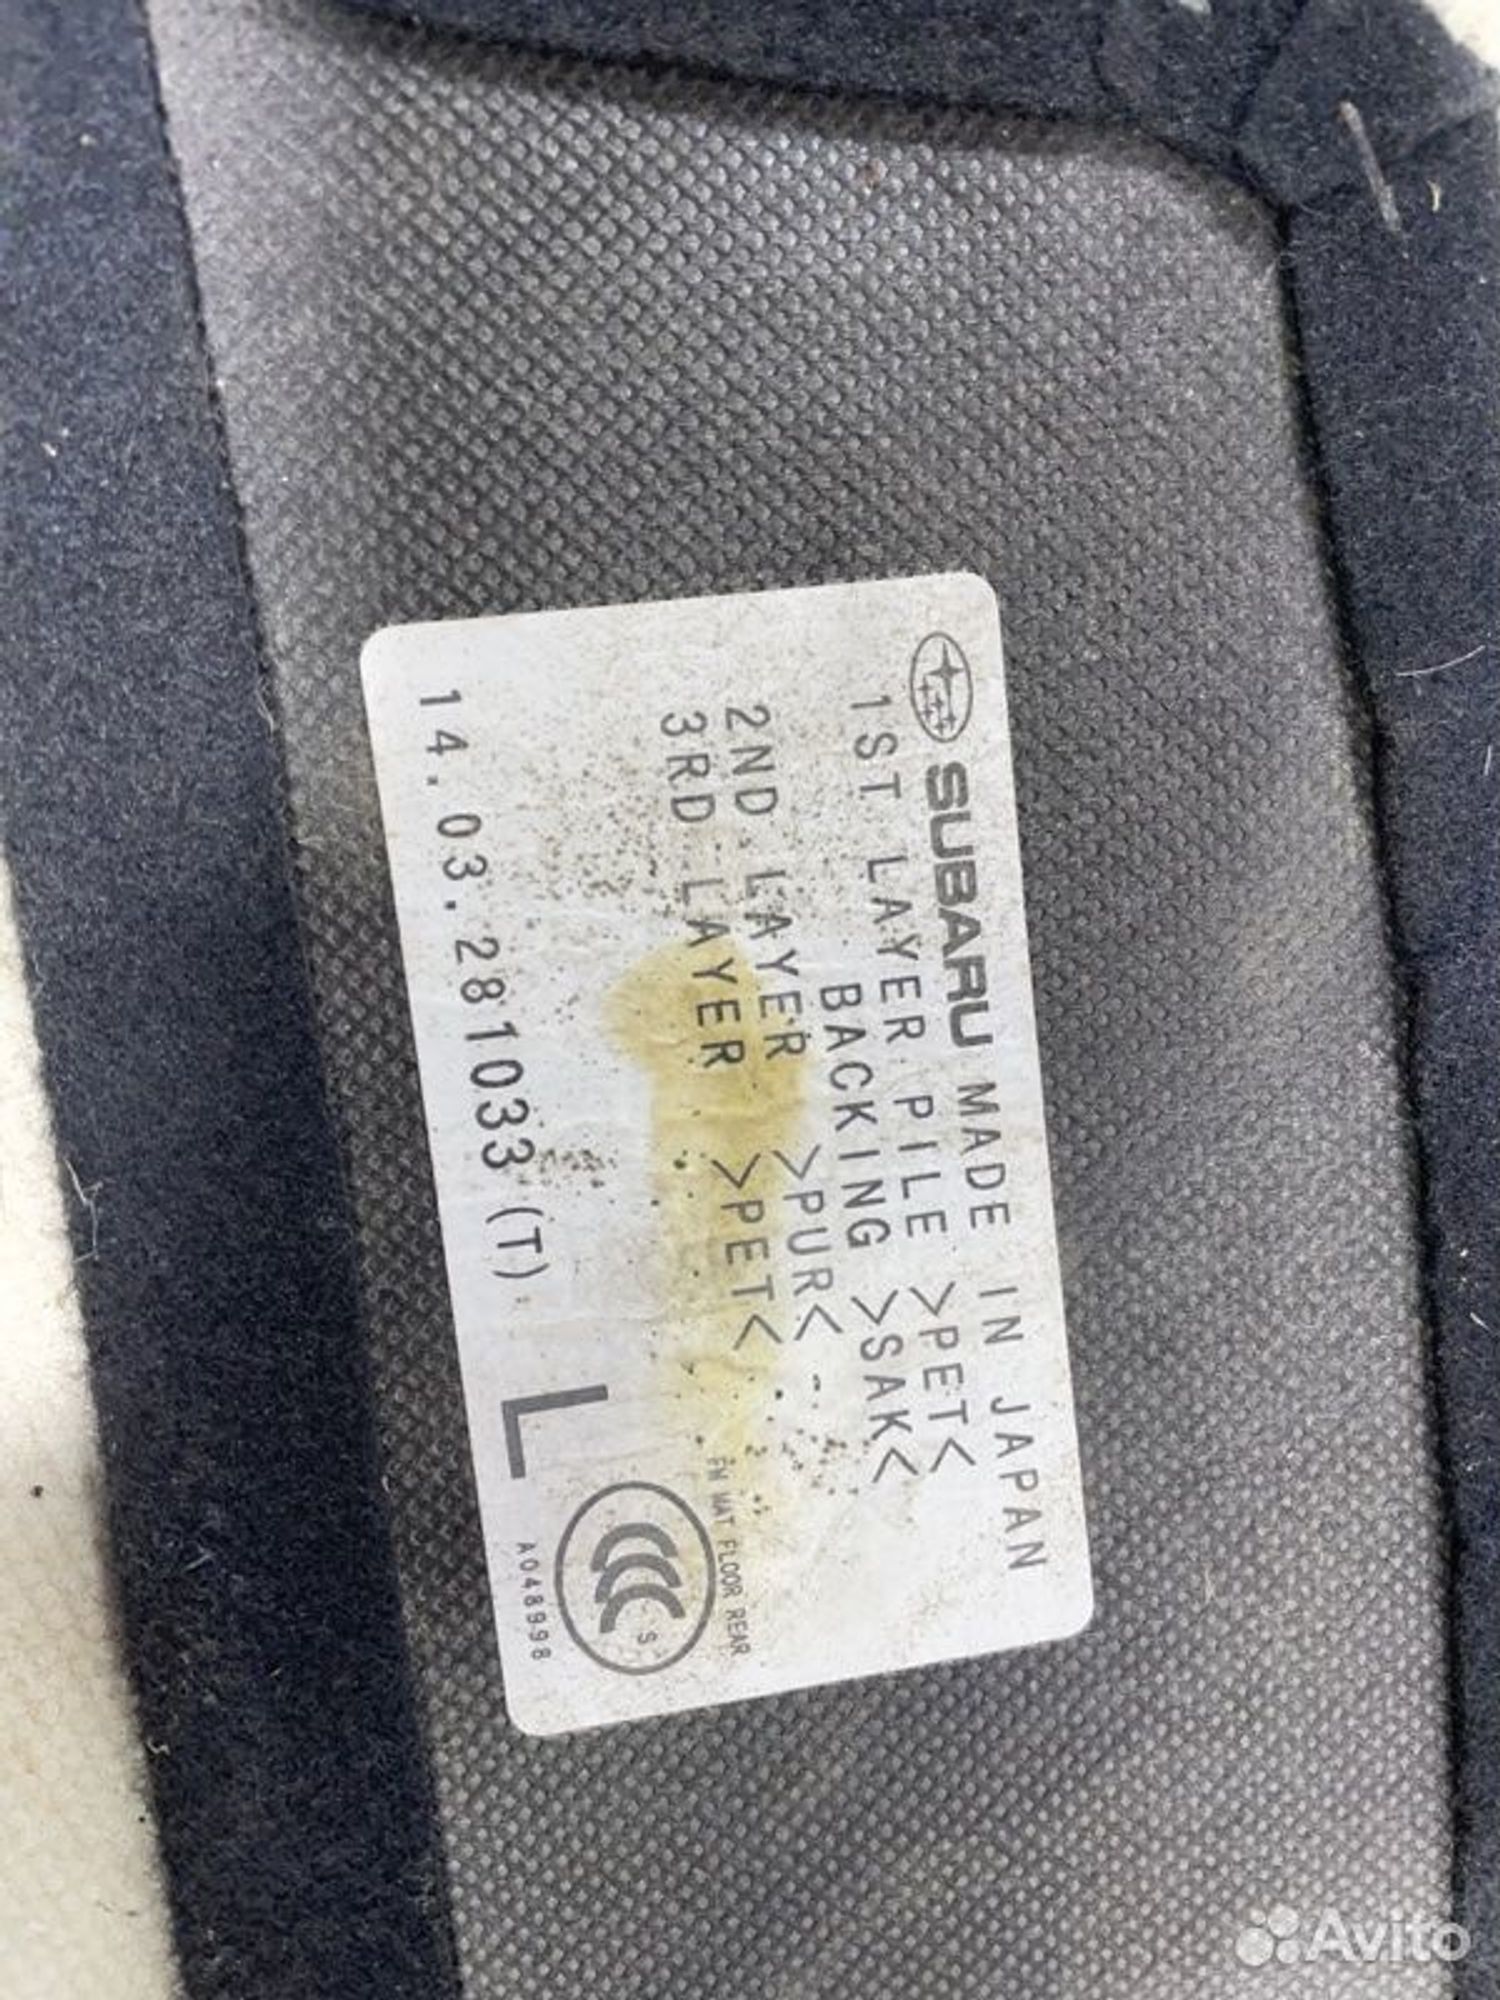 SUBARU MADE IN JAPAN
1ST LAYER PILE >PET<
BACKING >SAK<
2ND LAYER >PUR<
3RD LAYER >PET<
FM MAT FLOOR REAR
14.03.281033(T) L
S
A048998
Avito